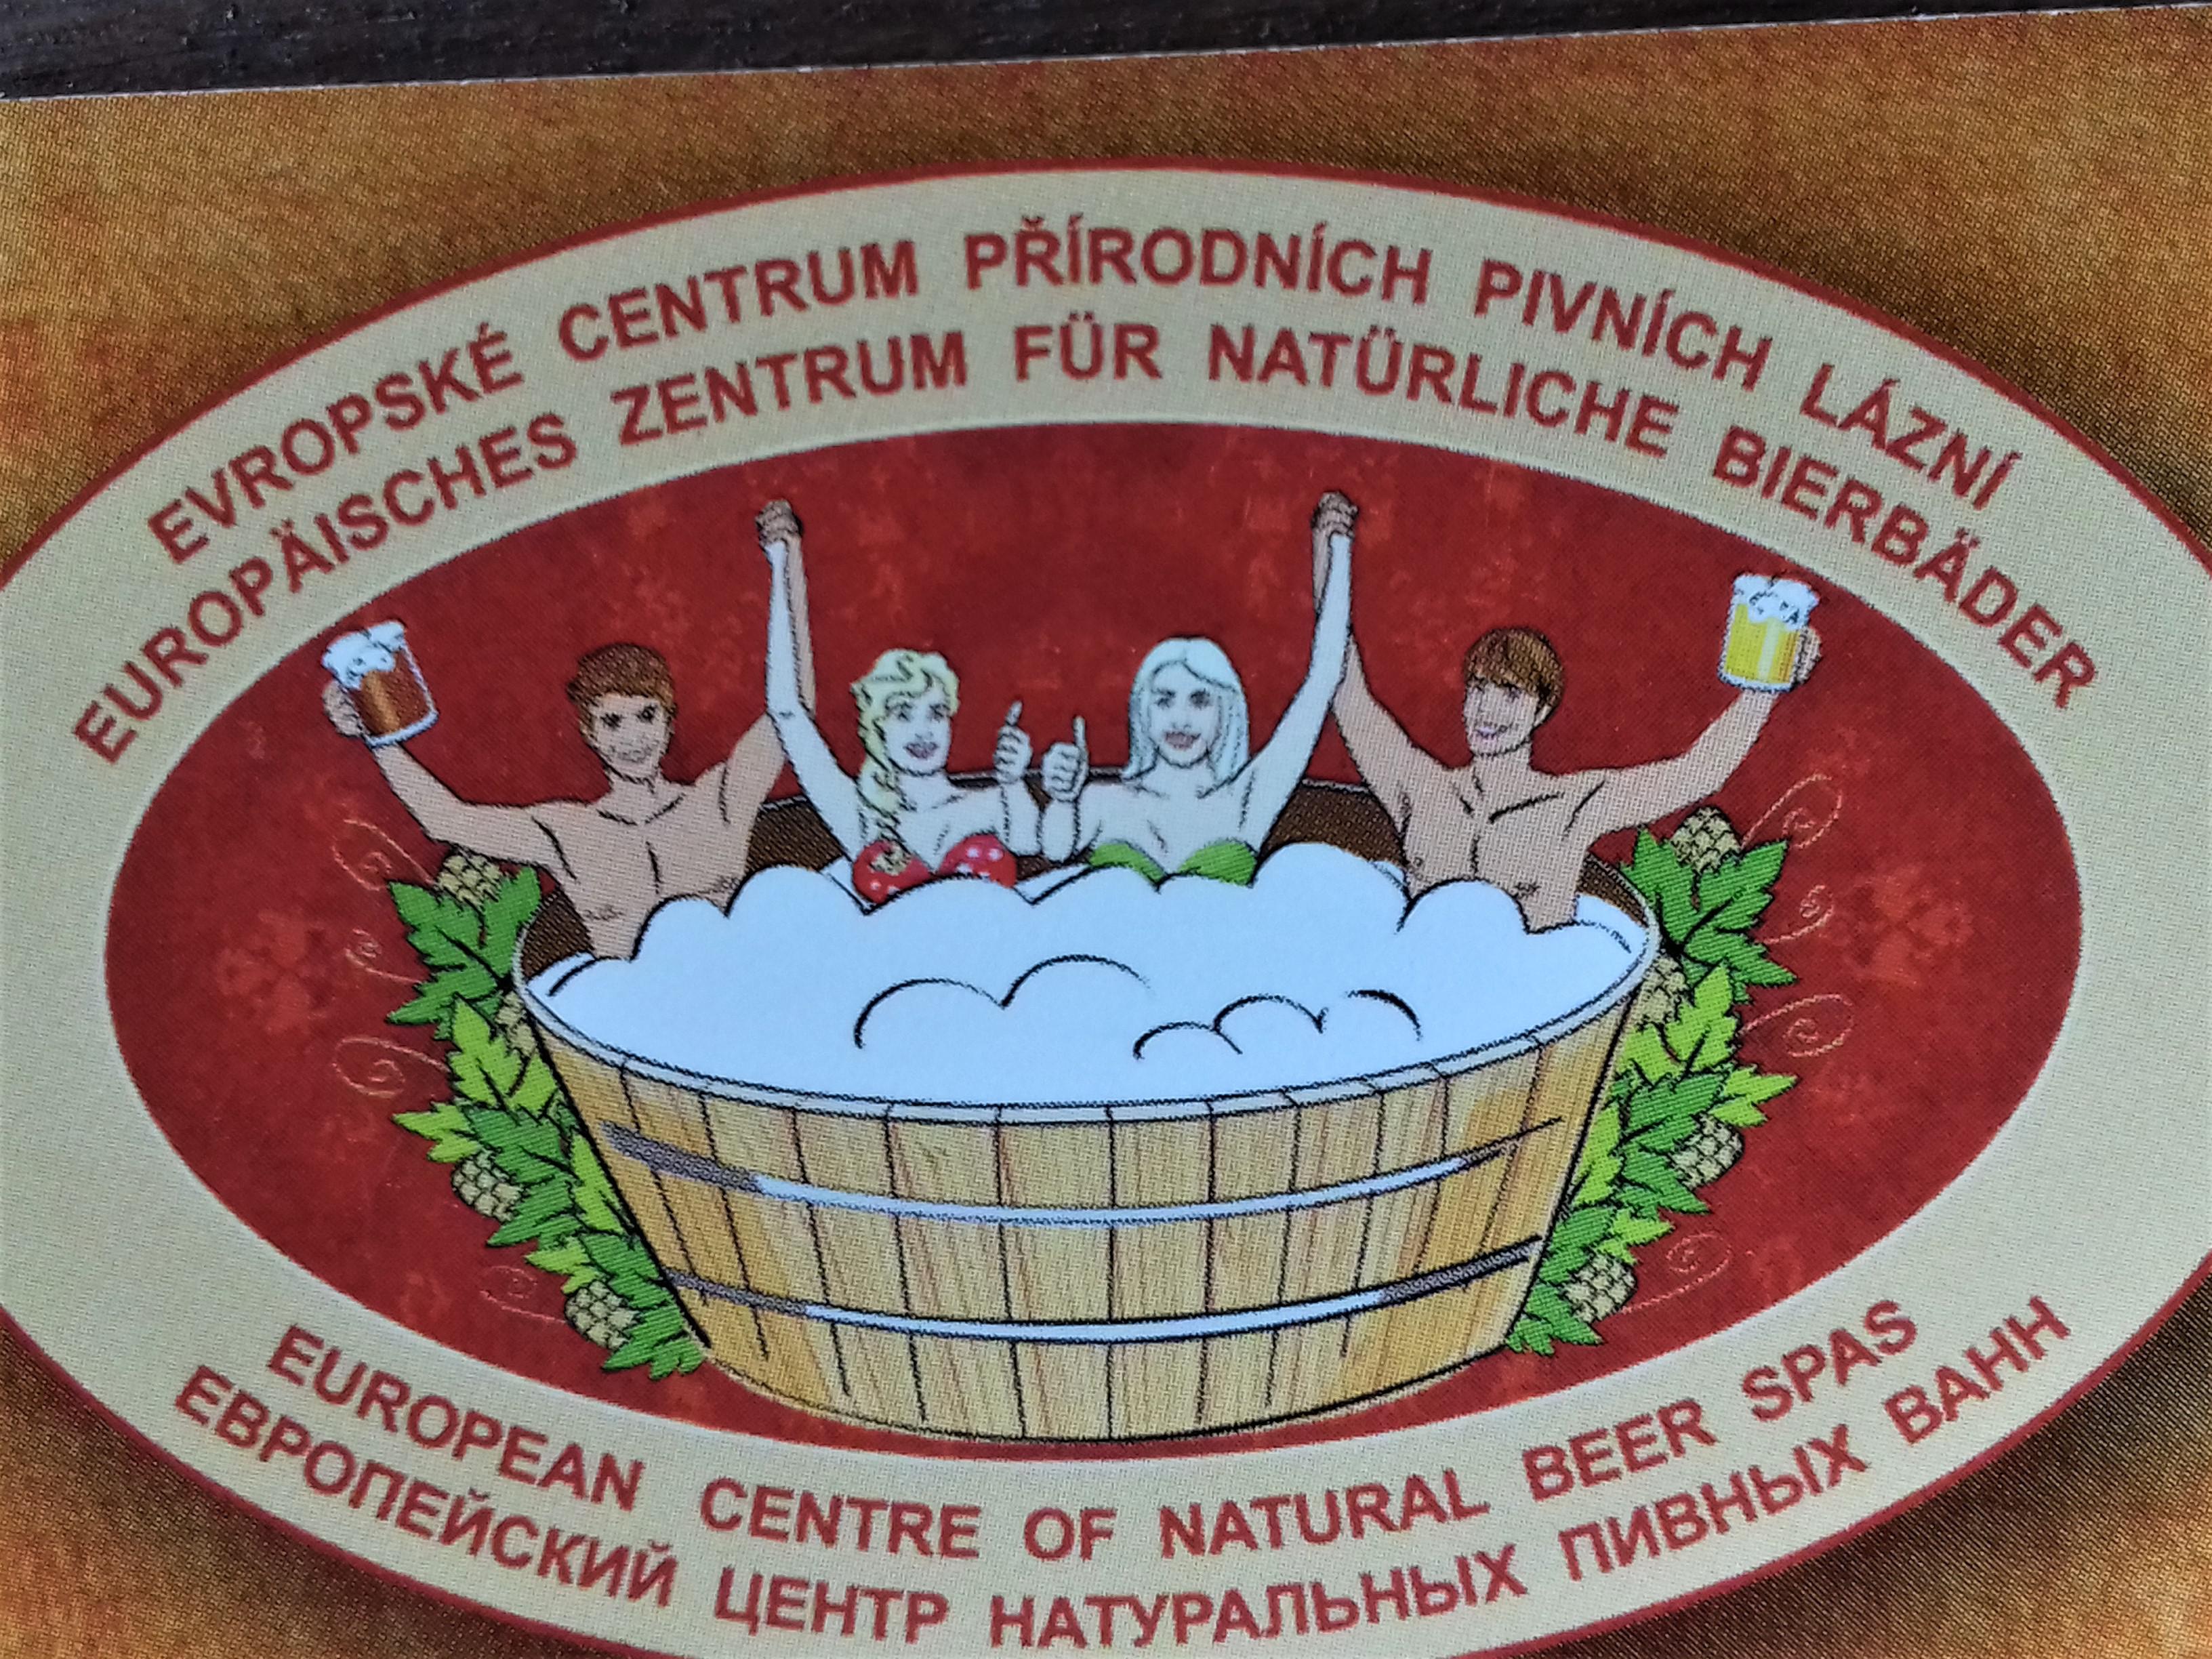 EVROPSKÉ CENTRUM PŘÍRODNÍCH PIVNÍCH LÁZNÍ
EUROPÄISCHES ZENTRUM FÜR NATÜRLICHE BIERBÄDER
EUROPEAN CENTRE OF NATURAL BEER SPAS
ЕВРОПЕЙСКИЙ ЦЕНТР НАТУРАЛЬНЫХ ПИВНЫХ ВАНН